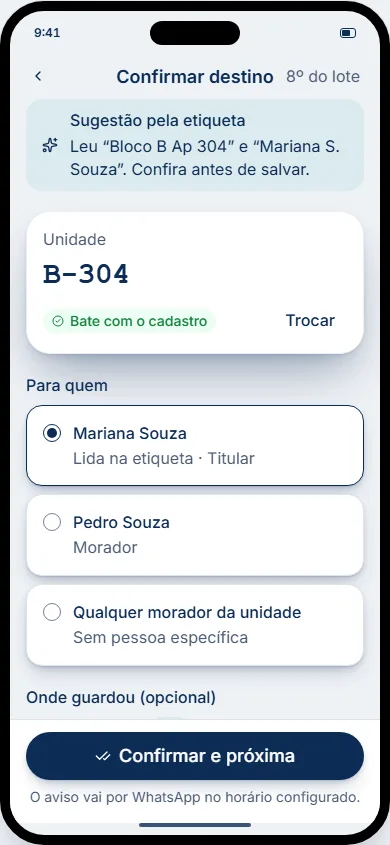 9:41
Confirmar destino 8º do lote
Sugestão pela etiqueta
Leu “Bloco B Ap 304” e “Mariana S.
Souza”. Confira antes de salvar.
Unidade
B-304
Bate com o cadastro
Trocar
Para quem
Mariana Souza
Lida na etiqueta · Titular
Pedro Souza
Morador
Qualquer morador da unidade
Sem pessoa específica
Onde guardou (opcional)
Confirmar e próxima
O aviso vai por WhatsApp no horário configurado.